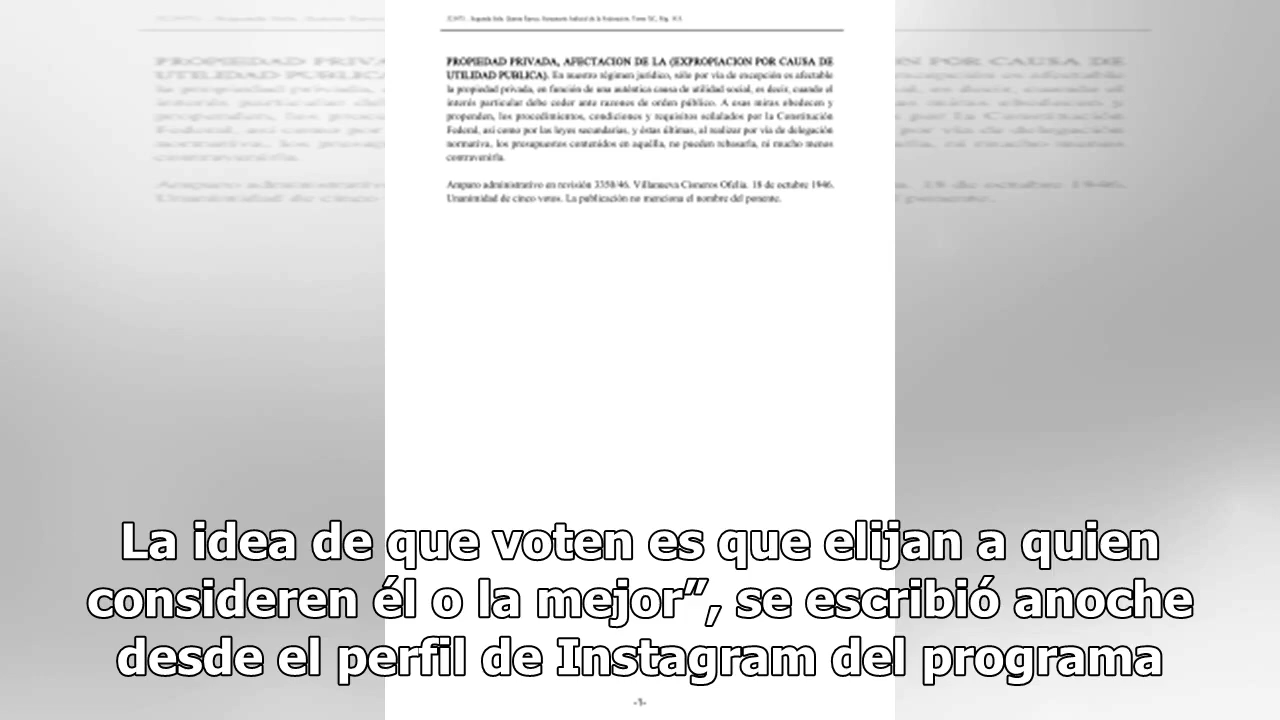 PROPIEDAD PRIVADA, AFECTACION DE LA (EXPROPIACION POR CAUSA DE
UTILIDAD PUBLICA). En nuestro régimen jurídico, sólo por vía de excepción es afectable
la propiedad privada, en función de una auténtica causa de utilidad social, es decir, cuando el
interés particular debe ceder ante razones de orden público. A esas miras obedecen y
propenden, los procedimientos, condiciones y requisitos señalados por la Constitución
Federal, así como por las leyes secundarias, y éstas últimas, al realizar por vía de delegación
normativa, los presupuestos contenidos en aquélla, no pueden rebasarla, ni mucho menos
contravenirla.
Amparo administrativo en revisión 3350/46. Villanueva Cisneros Ofelia. 18 de octubre 1946.
Unanimidad de cinco votos. La publicación no menciona el nombre del ponente.
La idea de que voten es que elijan a quien
consideren él o la mejor”, se escribió anoche
desde el perfil de Instagram del programa
-1-